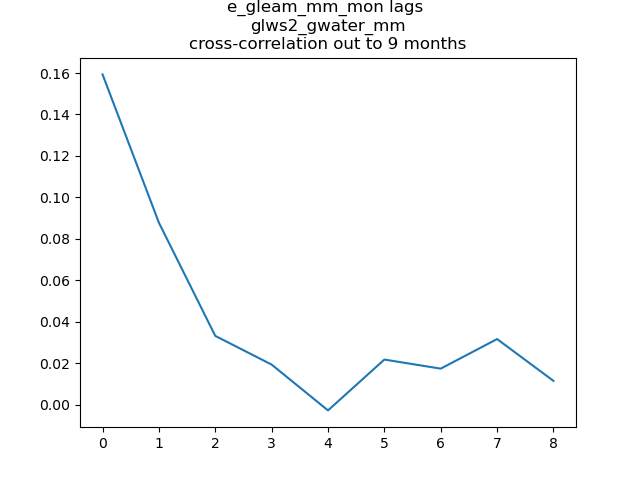 e_gleam_mm_mon lags
glws2_gwater_mm
cross-correlation out to 9 months
0.16
0.14
0.12
0.10
0.08
0.06
0.04
0.02
0.00
0 1 2 3 4 5 6 7 8